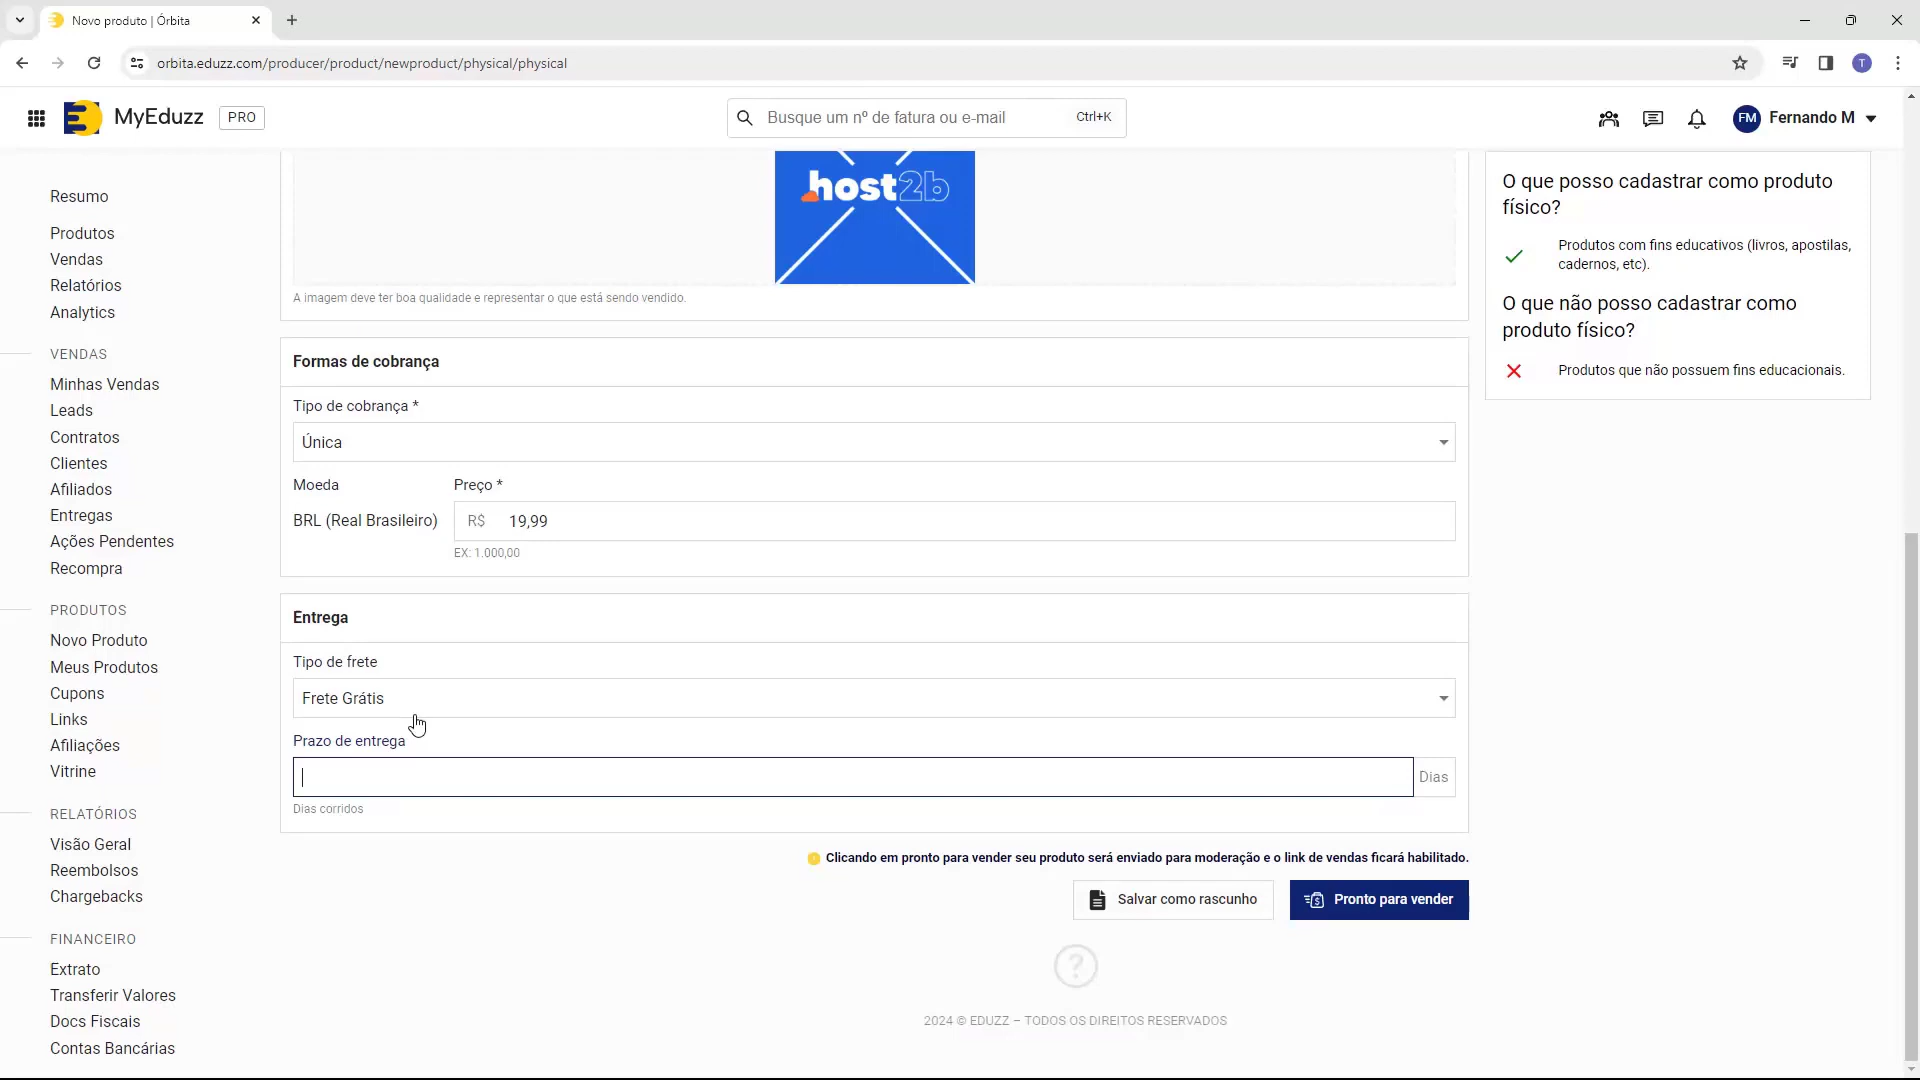 Novo produto | Órbita
orbita.eduzz.com/producer/product/newproduct/physical/physical
T
MyEduzz
PRO
Busque um nº de fatura ou e-mail
Ctrl+K
FM
Fernando M
Resumo
Produtos
Vendas
Relatórios
Analytics
VENDAS
Minhas Vendas
Leads
Contratos
Clientes
Afiliados
Entregas
Ações Pendentes
Recompra
PRODUTOS
Novo Produto
Meus Produtos
Cupons
Links
Afiliações
Vitrine
RELATÓRIOS
Visão Geral
Reembolsos
Chargebacks
FINANCEIRO
Extrato
Transferir Valores
Docs Fiscais
Contas Bancárias
host2b
A imagem deve ter boa qualidade e representar o que está sendo vendido.
Formas de cobrança
Tipo de cobrança *
Única
Moeda
Preço *
BRL (Real Brasileiro)
R$ 19,99
EX: 1.000,00
Entrega
Tipo de frete
Frete Grátis
Prazo de entrega
Dias
Dias corridos
Clicando em pronto para vender seu produto será enviado para moderação e o link de vendas ficará habilitado.
Salvar como rascunho
Pronto para vender
2024 © EDUZZ – TODOS OS DIREITOS RESERVADOS
O que posso cadastrar como produto
físico?
Produtos com fins educativos (livros, apostilas,
cadernos, etc).
O que não posso cadastrar como
produto físico?
Produtos que não possuem fins educacionais.